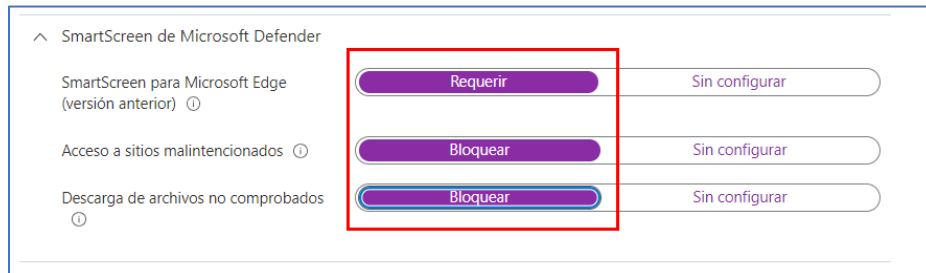 SmartScreen de Microsoft Defender
SmartScreen para Microsoft Edge
(versión anterior)
Requerir
Sin configurar
Acceso a sitios malintencionados
Bloquear
Sin configurar
Descarga de archivos no comprobados
Bloquear
Sin configurar